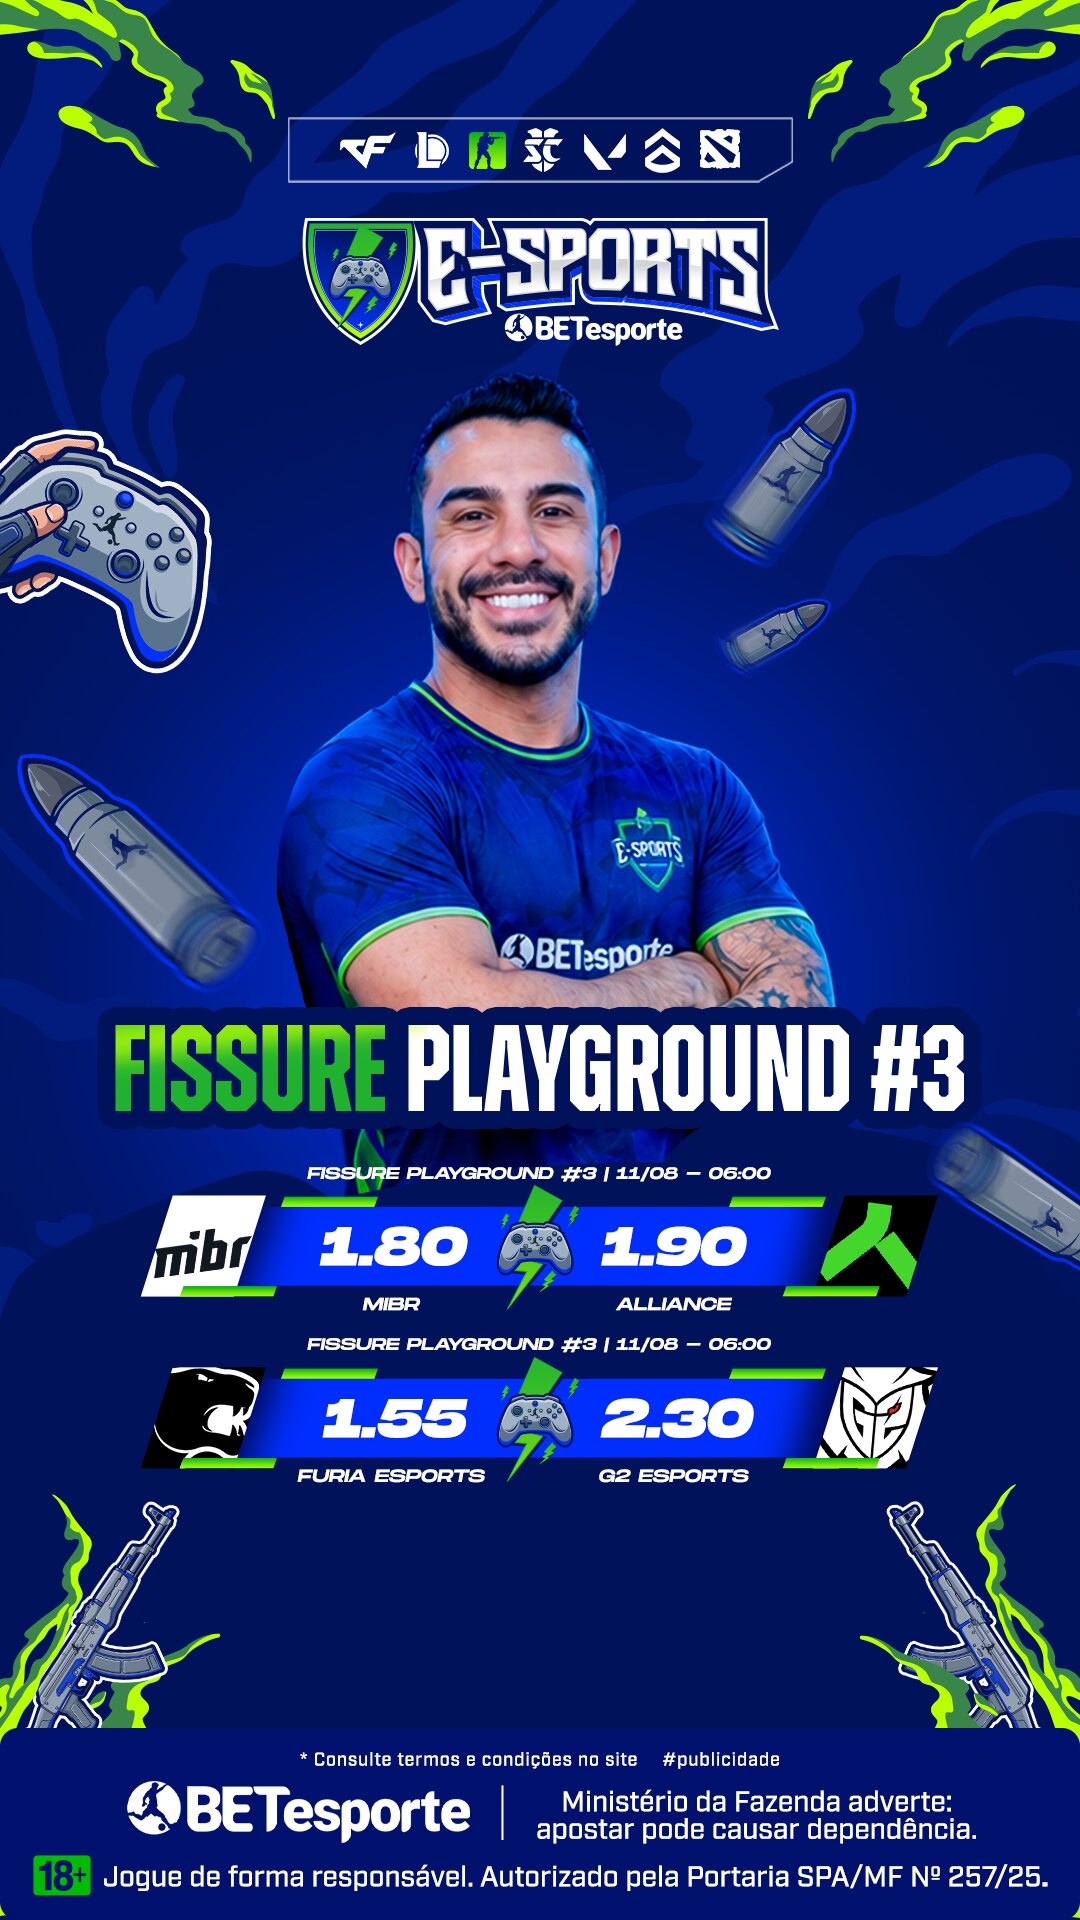 E-SPORTS
BETesporte
E-SPORTS
BETesporte
FISSURE PLAYGROUND #3
FISSURE PLAYGROUND #3 | 11/08 – 06:00
mibr
1.80
1.90
MIBR
ALLIANCE
FISSURE PLAYGROUND #3 | 11/08 – 06:00
1.55
2.30
G2
FURIA ESPORTS
G2 ESPORTS
* Consulte termos e condições no site #publicidade
BETesporte
Ministério da Fazenda adverte:
apostar pode causar dependência.
18+ Jogue de forma responsável. Autorizado pela Portaria SPA/MF Nº 257/25.